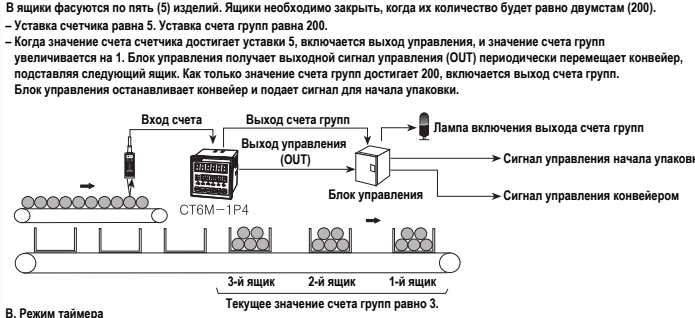 В ящики фасуются по пять (5) изделий. Ящики необходимо закрыть, когда их количество будет равно двумстам (200).
– Уставка счетчика равна 5. Уставка счета групп равна 200.
– Когда значение счета счетчика достигает уставки 5, включается выход управления, и значение счета групп
увеличивается на 1. Блок управления получает выходной сигнал управления (OUT) периодически перемещает конвейер,
подставляя следующий ящик. Как только значение счета групп достигает 200, включается выход счета групп.
Блок управления останавливает конвейер и подает сигнал для начала упаковки.
Вход счета
Выход счета групп
Лампа включения выхода счета групп
Выход управления
(OUT)
Сигнал управления начала упаковк
Блок управления
Сигнал управления конвейером
CT6M-1P4
3-й ящик
2-й ящик
1-й ящик
Текущее значение счета групп равно 3.
В. Режим таймера